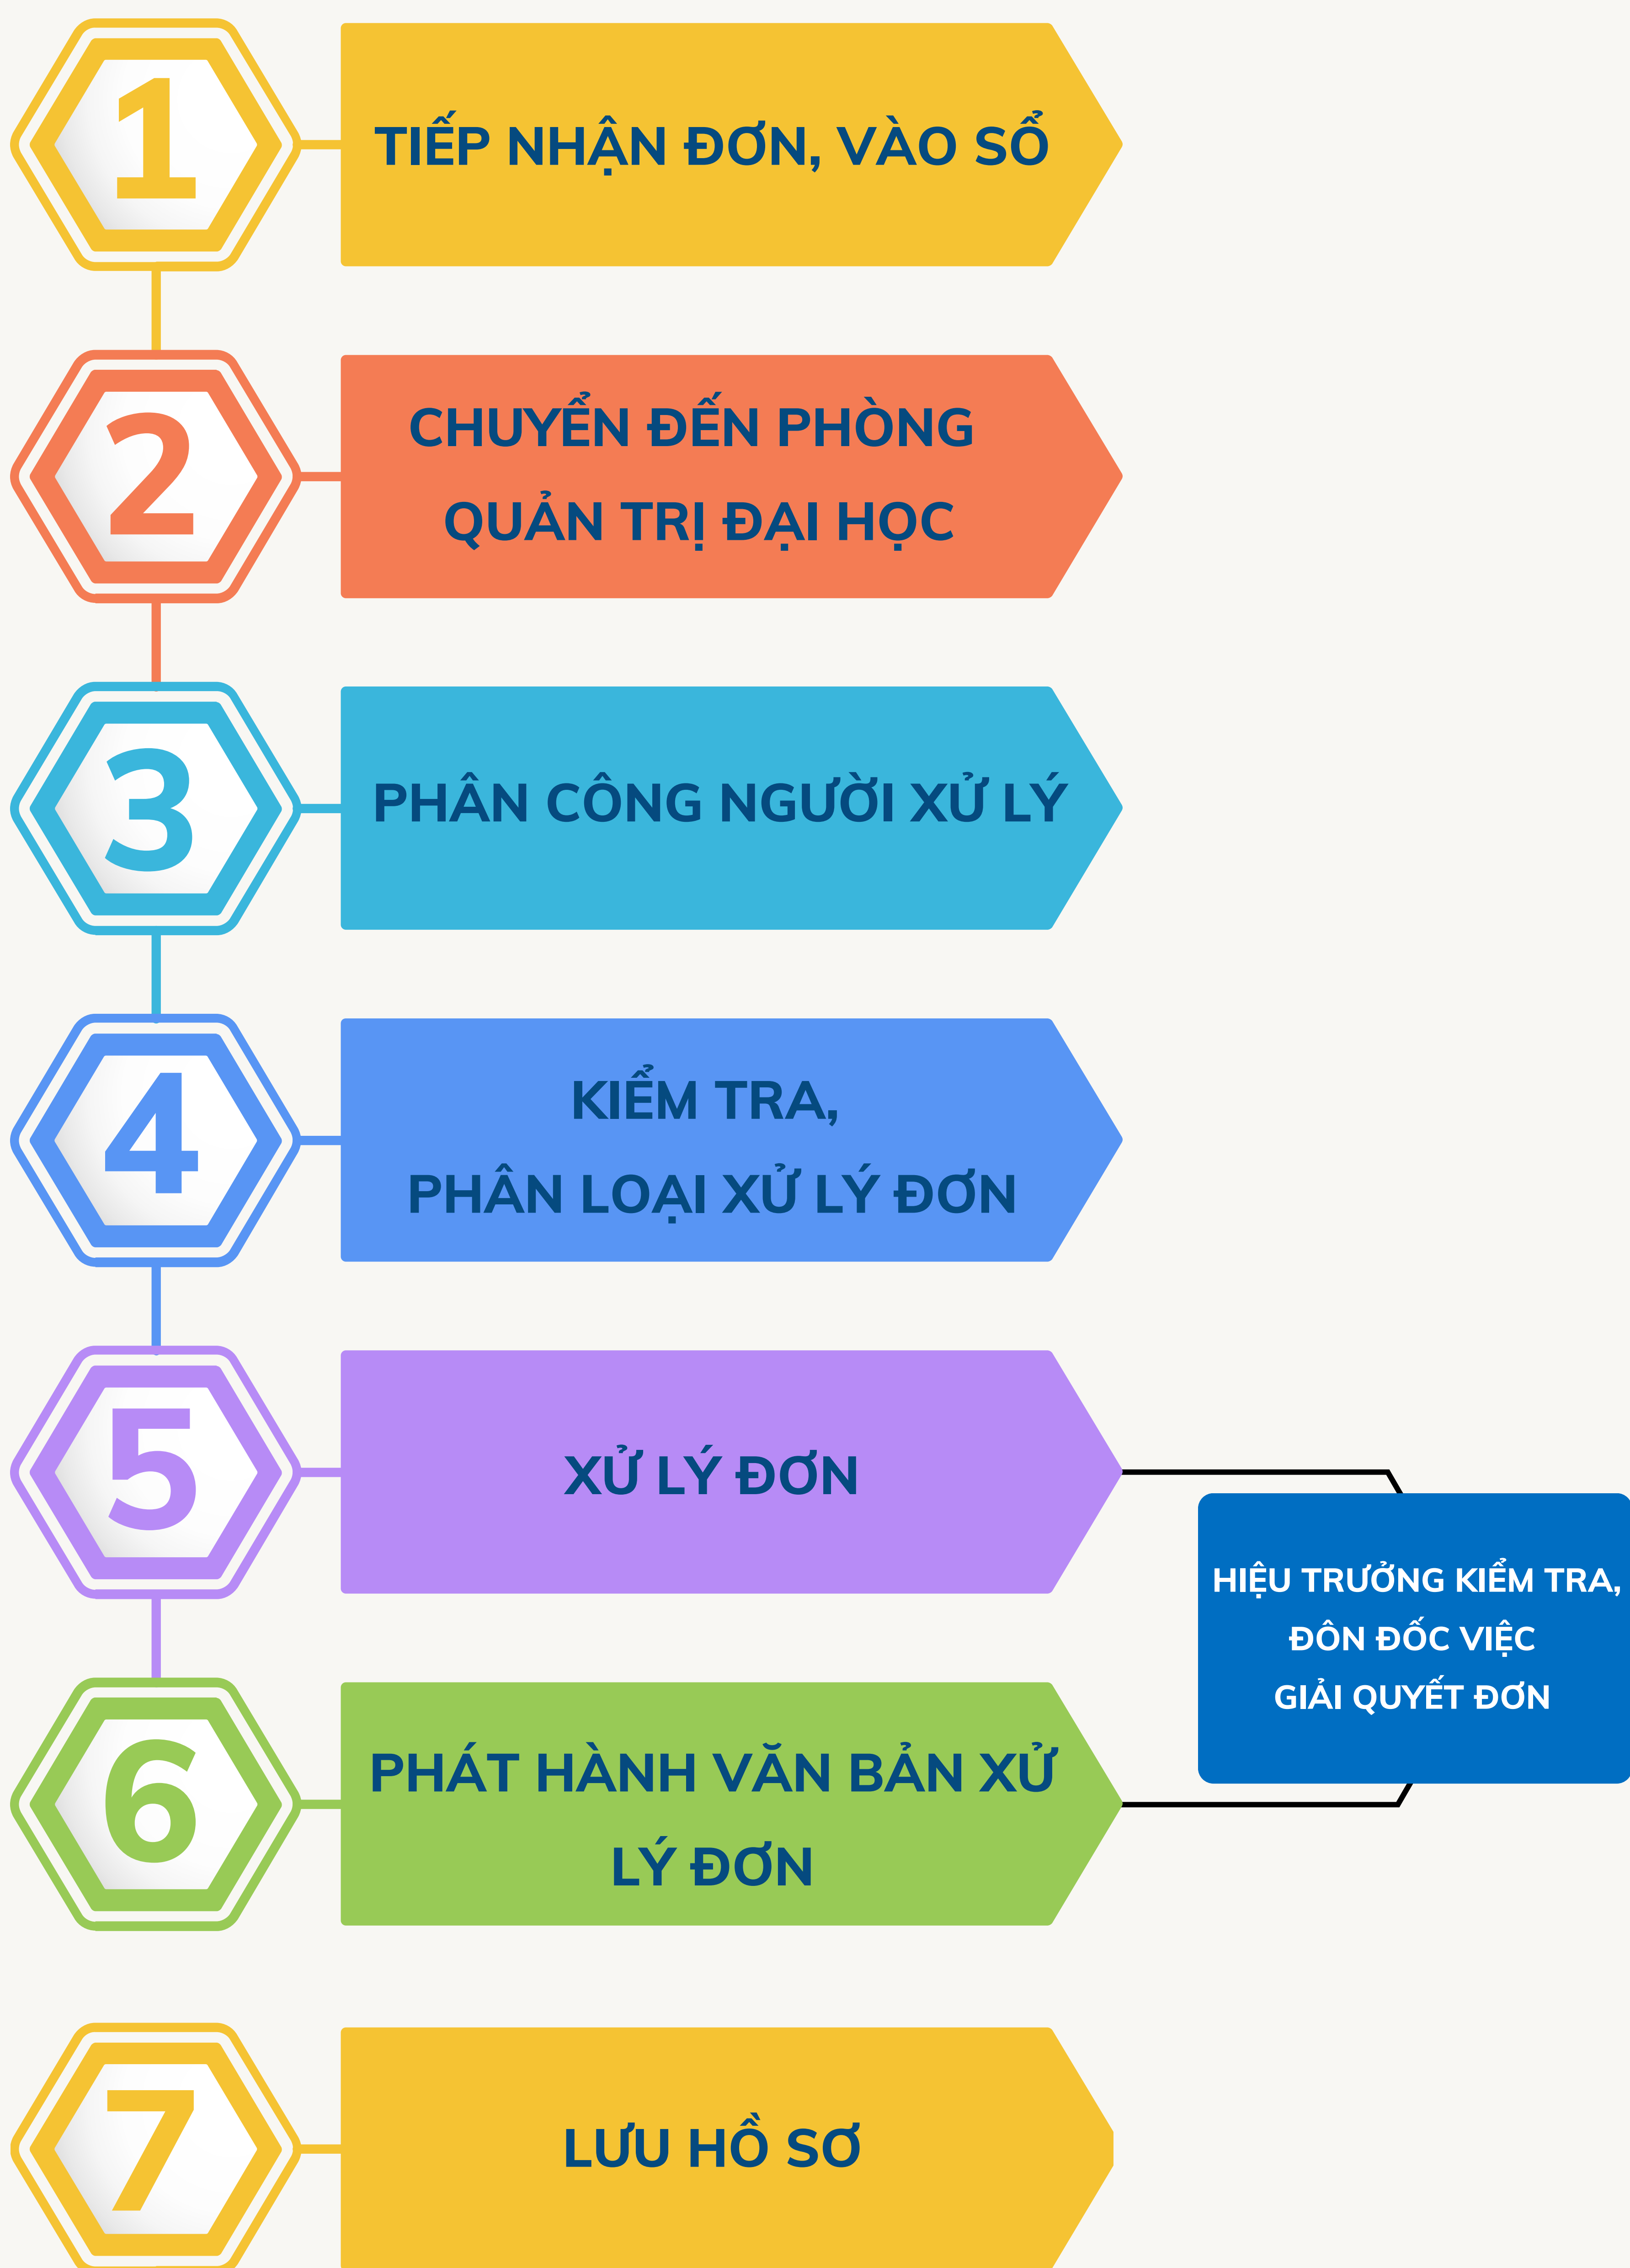 1
TIẾP NHẬN ĐƠN, VÀO SỔ
2
CHUYỂN ĐẾN PHÒNG
QUẢN TRỊ ĐẠI HỌC
3
PHÂN CÔNG NGƯỜI XỬ LÝ
4
KIỂM TRA,
PHÂN LOẠI XỬ LÝ ĐƠN
5
XỬ LÝ ĐƠN
HIỆU TRƯỞNG KIỂM TRA,
ĐÔN ĐỐC VIỆC
GIẢI QUYẾT ĐƠN
6
PHÁT HÀNH VĂN BẢN XỬ
LÝ ĐƠN
7
LƯU HỒ SƠ